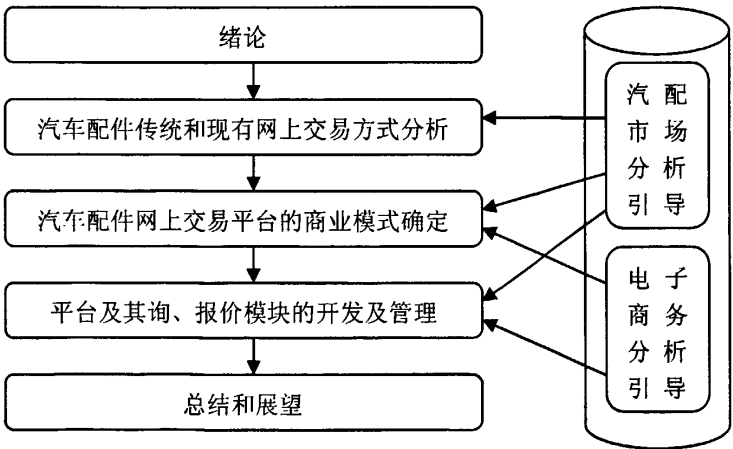 绪论
汽车配件传统和现有网上交易方式分析
汽车配件网上交易平台的商业模式确定
平台及其询、报价模块的开发及管理
总结和展望
汽 配
市 场
分 析
引 导
电 子
商 务
分 析
引 导